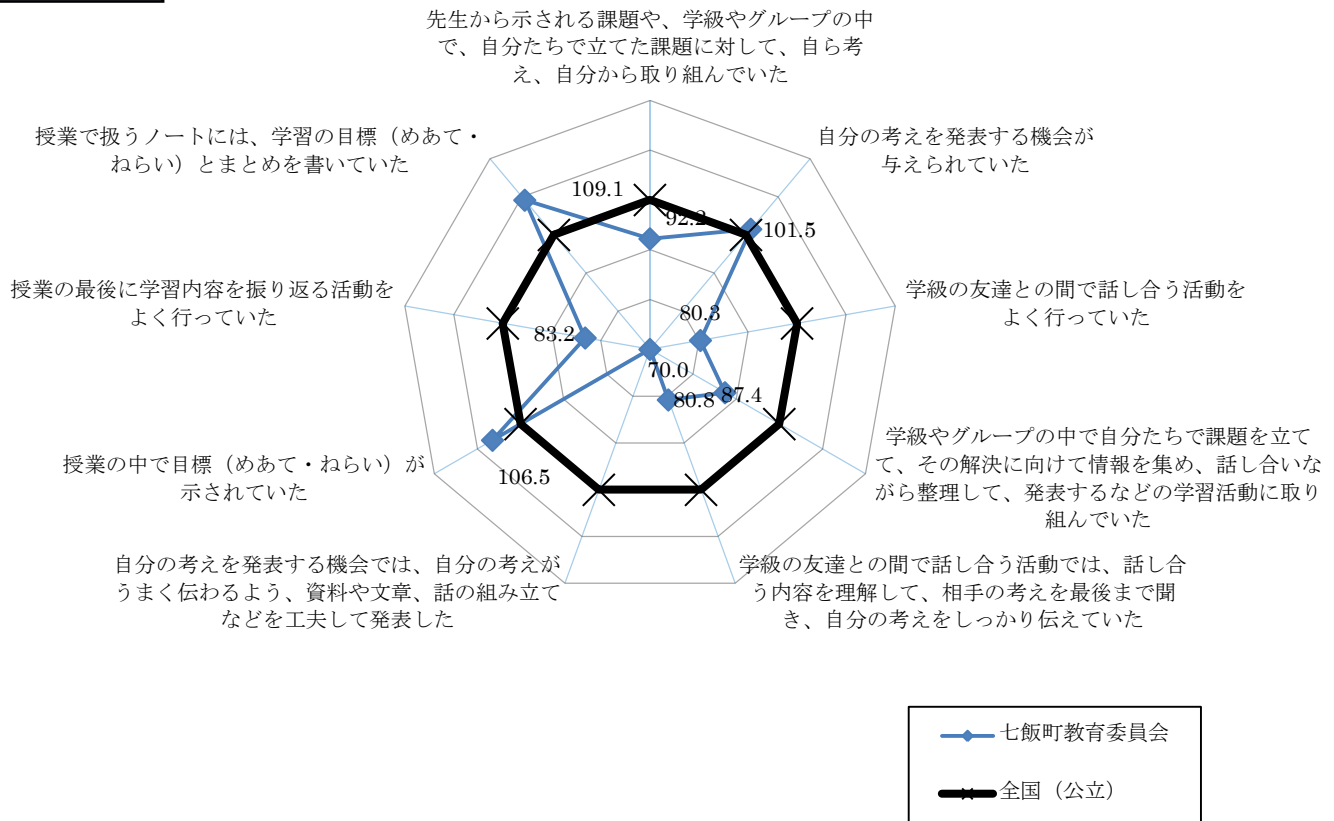 先生から示される課題や、学級やグループの中
で、自分たちで立てた課題に対して、自ら考
え、自分から取り組んでいた
自分の考えを発表する機会が
与えられていた
学級の友達との間で話し合う活動を
よく行っていた
学級やグループの中で自分たちで課題を立て
て、その解決に向けて情報を集め、話し合いな
がら整理して、発表するなどの学習活動に取り
組んでいた
学級の友達との間で話し合う活動では、話し合
う内容を理解して、相手の考えを最後まで聞
き、自分の考えをしっかり伝えていた
自分の考えを発表する機会では、自分の考えが
うまく伝わるよう、資料や文章、話の組み立て
などを工夫して発表した
授業の中で目標（めあて・ねらい）が
示されていた
授業の最後に学習内容を振り返る活動を
よく行っていた
授業で扱うノートには、学習の目標（めあて・
ねらい）とまとめを書いていた
92.2
101.5
80.3
87.4
80.8
70.0
106.5
83.2
109.1
七飯町教育委員会
全国（公立）